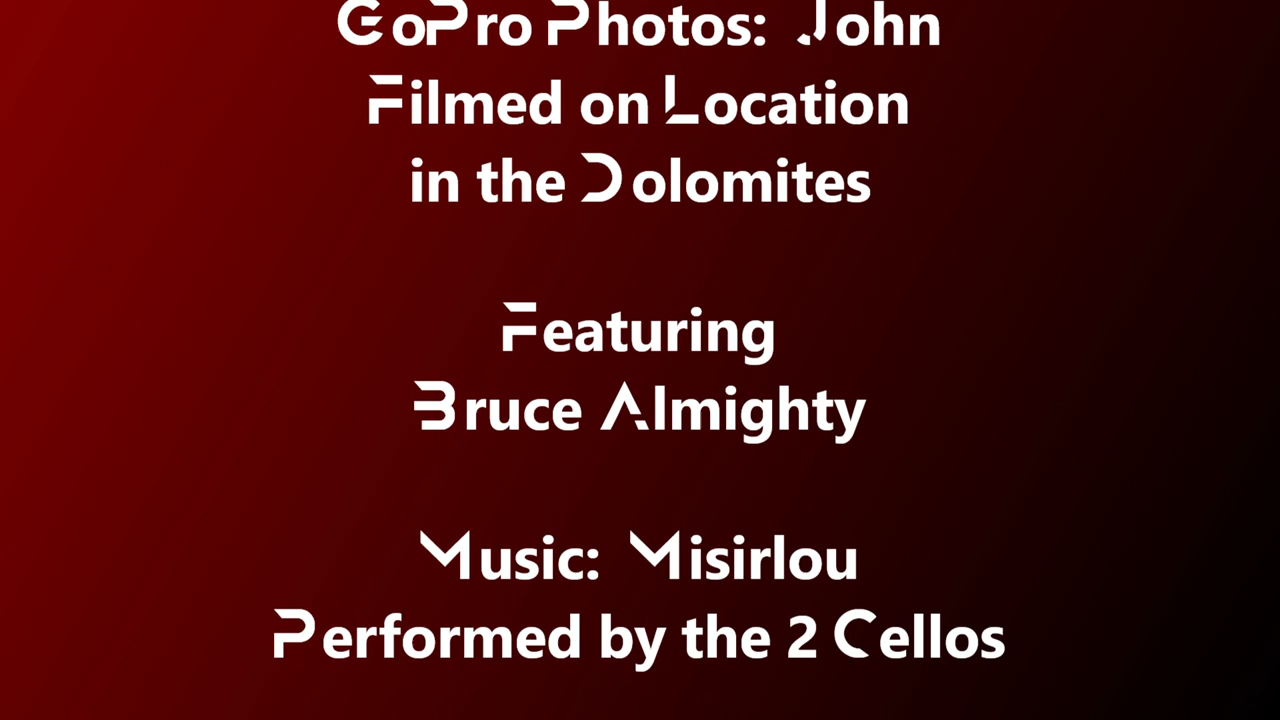 GoPro Photos: John
Filmed on Location
in the Dolomites
Featuring
Bruce Almighty
Music: Misirlou
Performed by the 2 Cellos